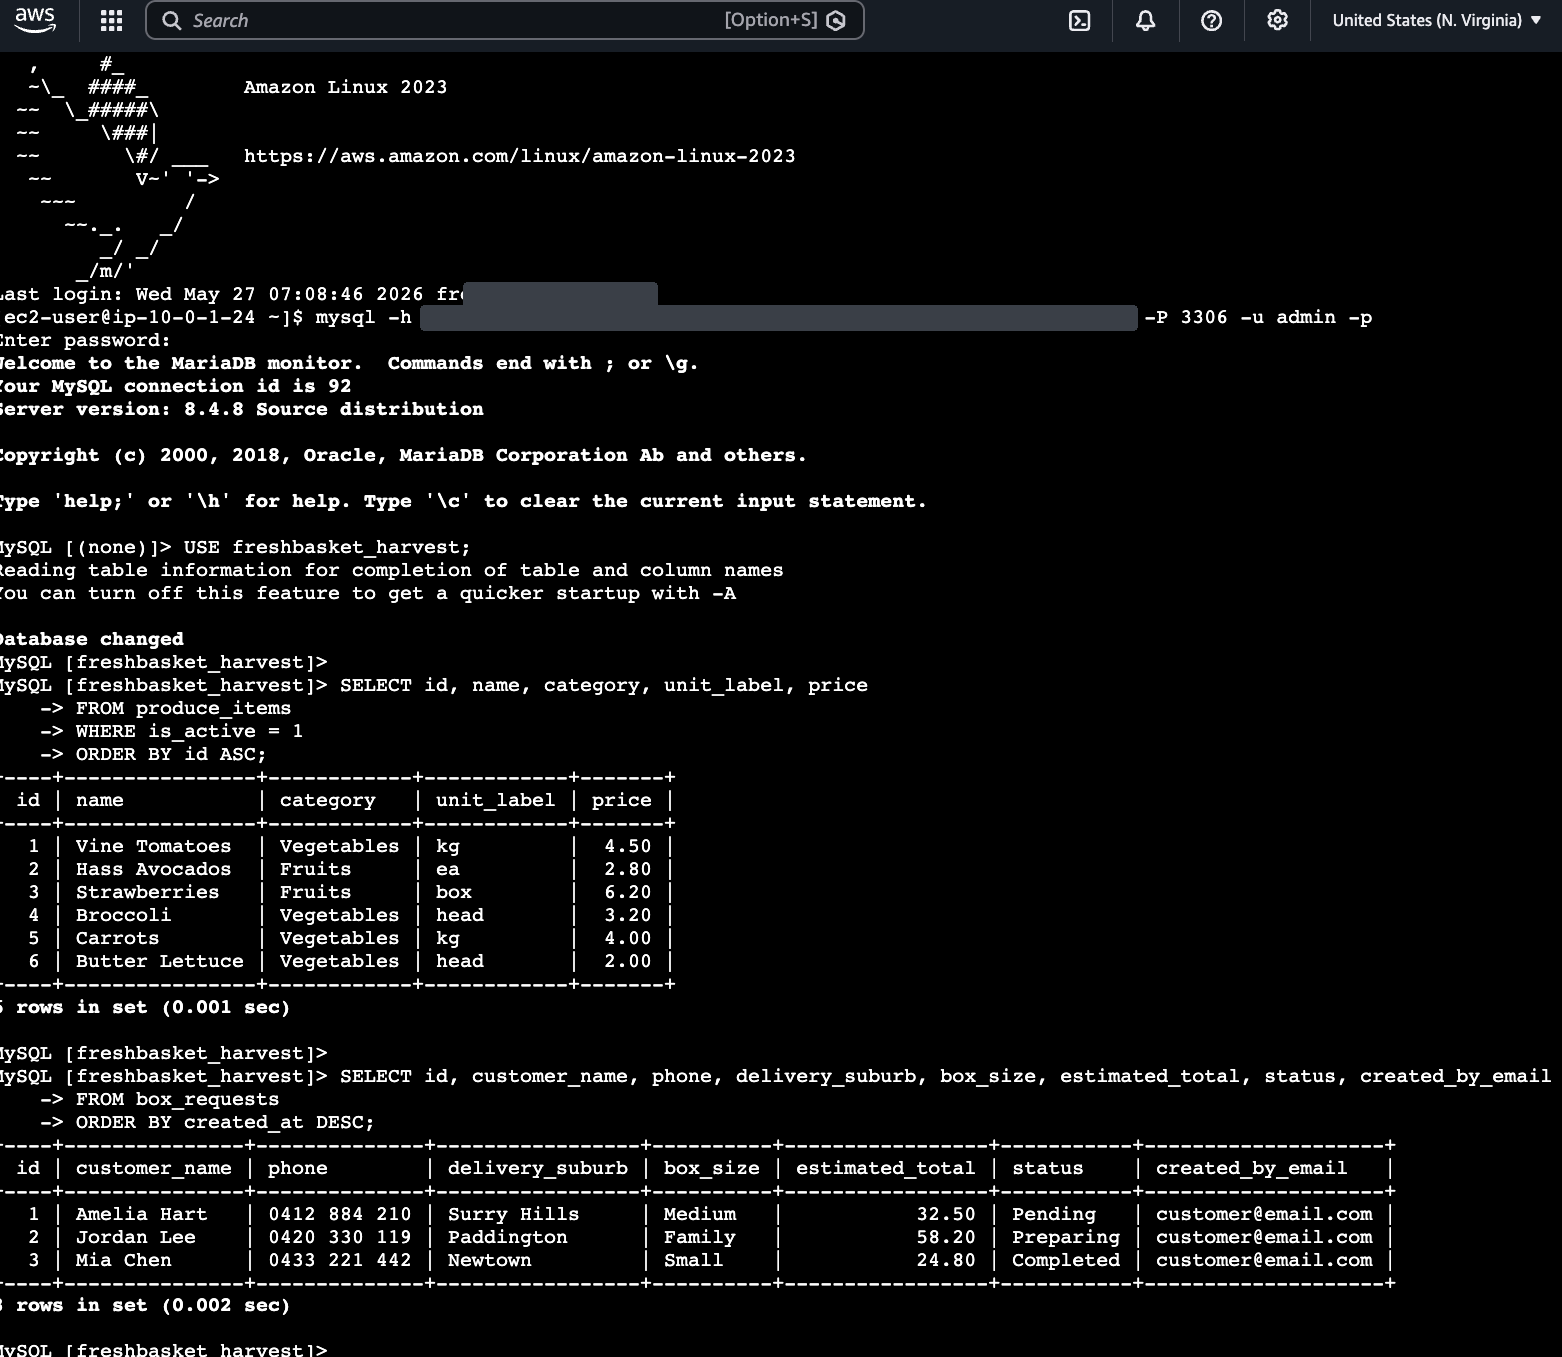 aws
Search [Option+S]
United States (N. Virginia) ▼
   ,     #_
   ~\_  ####_        Amazon Linux 2023
  ~~  \_#####\
  ~~     \###|
  ~~       \#/ ___   https://aws.amazon.com/linux/amazon-linux-2023
   ~~       V~' '->
    ~~~         /
      ~~._.   _/
         _/ _/
       _/m/'
ast login: Wed May 27 07:08:46 2026 fr
ec2-user@ip-10-0-1-24 ~]$ mysql -h -P 3306 -u admin -p
nter password:
elcome to the MariaDB monitor.  Commands end with ; or \g.
our MySQL connection id is 92
erver version: 8.4.8 Source distribution
opyright (c) 2000, 2018, Oracle, MariaDB Corporation Ab and others.
ype 'help;' or '\h' for help. Type '\c' to clear the current input statement.
ySQL [(none)]> USE freshbasket_harvest;
eading table information for completion of table and column names
ou can turn off this feature to get a quicker startup with -A
atabase changed
ySQL [freshbasket_harvest]>
ySQL [freshbasket_harvest]> SELECT id, name, category, unit_label, price
    -> FROM produce_items
    -> WHERE is_active = 1
    -> ORDER BY id ASC;
----+---------------+------------+------------+-------+
 id | name           | category   | unit_label | price |
----+---------------+------------+------------+-------+
  1 | Vine Tomatoes  | Vegetables | kg         |  4.50 |
  2 | Hass Avocados  | Fruits     | ea         |  2.80 |
  3 | Strawberries   | Fruits     | box        |  6.20 |
  4 | Broccoli       | Vegetables | head       |  3.20 |
  5 | Carrots        | Vegetables | kg         |  4.00 |
  6 | Butter Lettuce | Vegetables | head       |  2.00 |
----+---------------+------------+------------+-------+
rows in set (0.001 sec)
ySQL [freshbasket_harvest]>
ySQL [freshbasket_harvest]> SELECT id, customer_name, phone, delivery_suburb, box_size, estimated_total, status, created_by_email
    -> FROM box_requests
    -> ORDER BY created_at DESC;
----+---------------+--------------+-----------------+----------+-----------------+-----------+--------------------+
 id | customer_name | phone        | delivery_suburb | box_size | estimated_total | status    | created_by_email   |
----+---------------+--------------+-----------------+----------+-----------------+-----------+--------------------+
  1 | Amelia Hart   | 0412 884 210 | Surry Hills     | Medium   |           32.50 | Pending   | customer@email.com |
  2 | Jordan Lee    | 0420 330 119 | Paddington      | Family   |           58.20 | Preparing | customer@email.com |
  3 | Mia Chen      | 0433 221 442 | Newtown         | Small    |           24.80 | Completed | customer@email.com |
----+---------------+--------------+-----------------+----------+-----------------+-----------+--------------------+
rows in set (0.002 sec)
ySQL [freshbasket_harvest]>